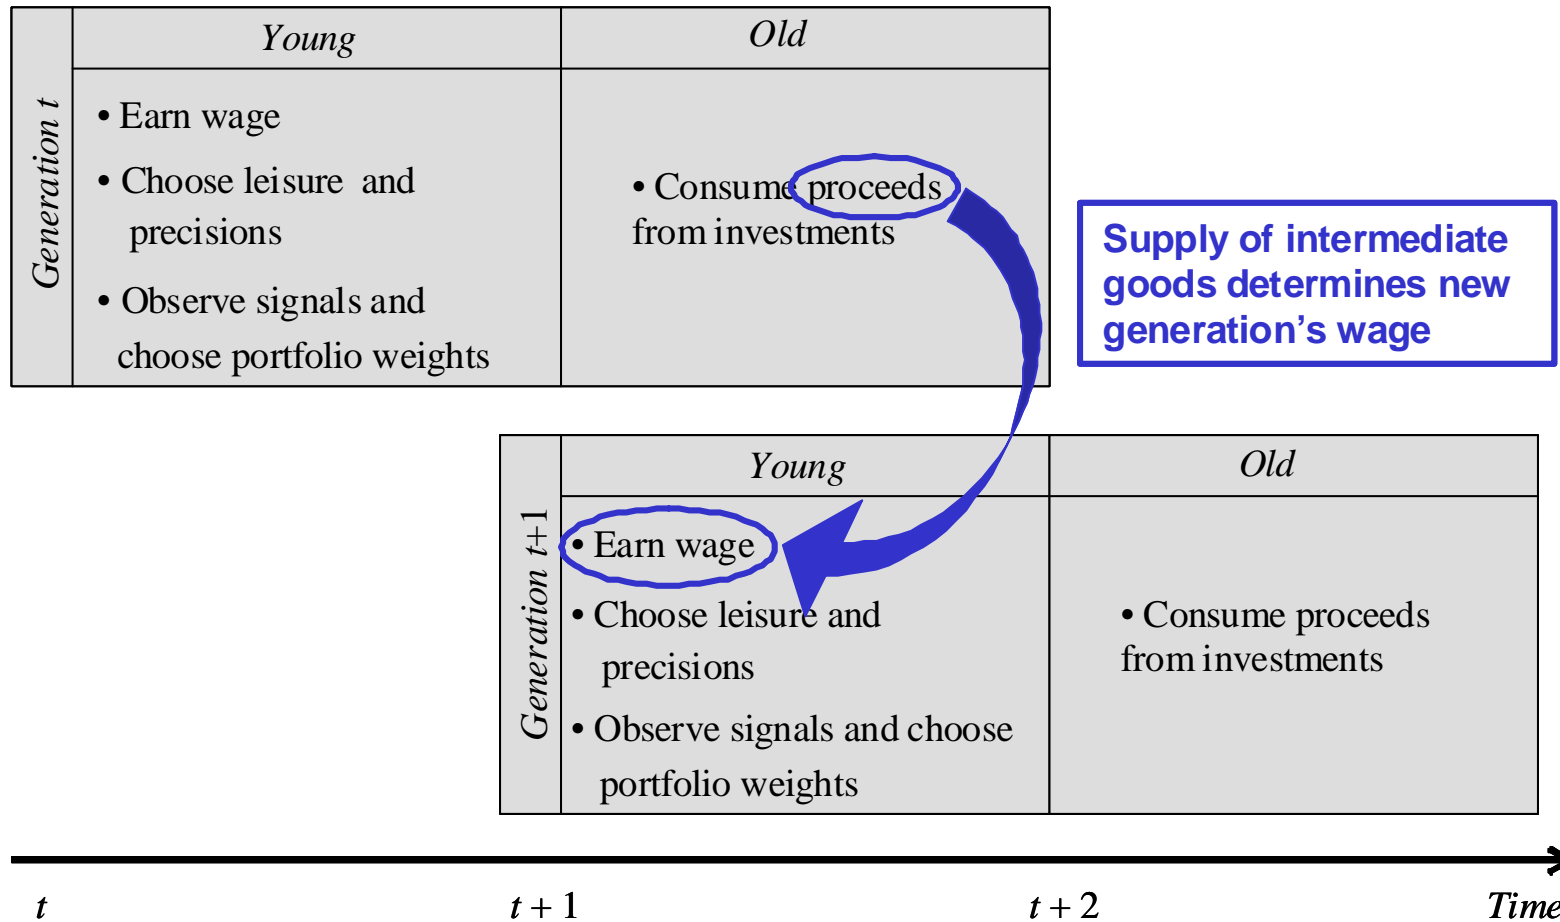 Young
Old
Generation t
• Earn wage
• Choose leisure and
precisions
• Observe signals and
choose portfolio weights
• Consume proceeds
from investments
Supply of intermediate
goods determines new
generation’s wage
Young
Old
Generation t+1
• Earn wage
• Choose leisure and
precisions
• Observe signals and choose
portfolio weights
• Consume proceeds
from investments
t
t + 1
t + 2
Time